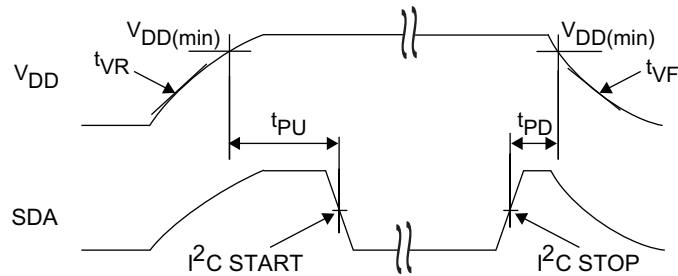 VDD(min)
VDD(min)
tVR
tVF
VDD
tPU
tPD
SDA
I2C START
I2C STOP